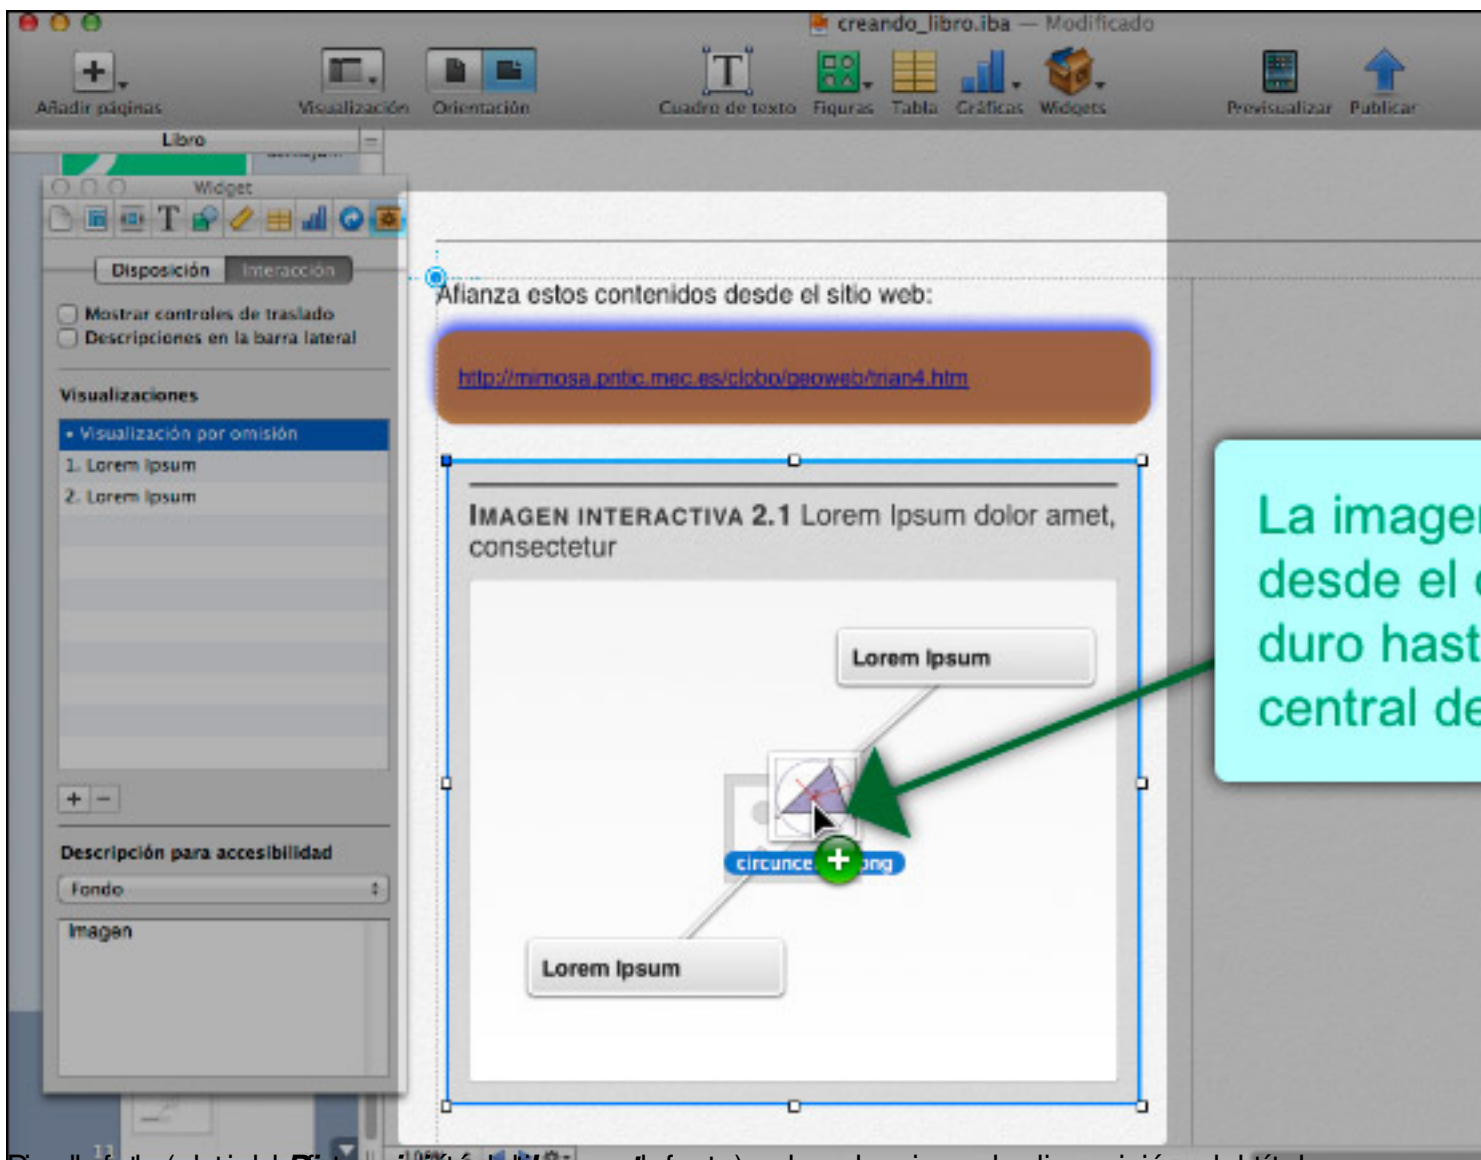 creando_libro.iba — Modificado
Añadir páginas
Visualización
Orientación
Cuadro de texto
Figuras
Tabla
Gráficas
Widgets
Previsualizar
Publicar
Libro
Widget
Disposición
Interacción
Mostrar controles de traslado
Descripciones en la barra lateral
Visualizaciones
• Visualización por omisión
1. Lorem Ipsum
2. Lorem Ipsum
+ −
Descripción para accesibilidad
Fondo
Imagen
11
Afianza estos contenidos desde el sitio web:
http://mimosa.pntic.mec.es/clobo/geoweb/trian4.htm
IMAGEN INTERACTIVA 2.1 Lorem Ipsum dolor amet,
consectetur
Lorem Ipsum
Lorem Ipsum
La imagen
desde el
duro hast
central de